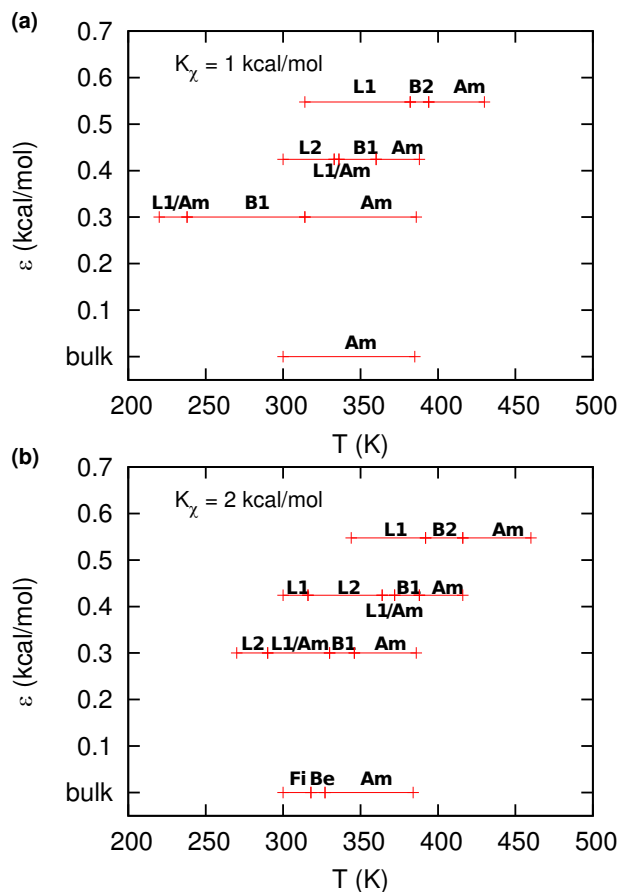 (a)
0.7
K_χ = 1 kcal/mol
0.6
L1 B2 Am
0.5
L2 B1 Am
0.4
L1/Am
0.3
L1/Am B1 Am
0.2
0.1
Am
bulk
ε (kcal/mol)
200 250 300 350 400 450 500
T (K)
(b)
0.7
K_χ = 2 kcal/mol
0.6
L1 B2 Am
0.5
L1 L2 B1 Am
0.4
L1/Am
0.3
L2 L1/Am B1 Am
0.2
0.1
Fi Be Am
bulk
ε (kcal/mol)
200 250 300 350 400 450 500
T (K)